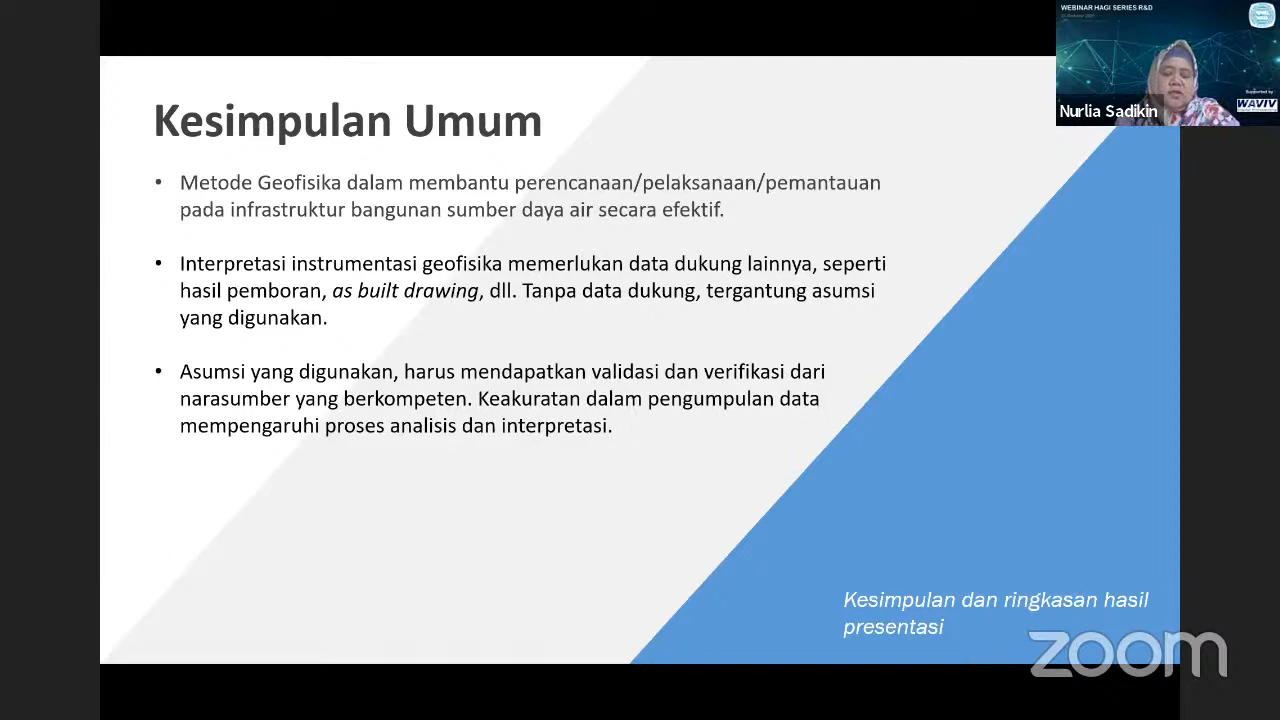 WEBINAR HAGI SERIES R&D
Supported by
WAVIV
Nurlia Sadikin
Kesimpulan Umum
• Metode Geofisika dalam membantu perencanaan/pelaksanaan/pemantauan
pada infrastruktur bangunan sumber daya air secara efektif.
• Interpretasi instrumentasi geofisika memerlukan data dukung lainnya, seperti
hasil pemboran, as built drawing, dll. Tanpa data dukung, tergantung asumsi
yang digunakan.
• Asumsi yang digunakan, harus mendapatkan validasi dan verifikasi dari
narasumber yang berkompeten. Keakuratan dalam pengumpulan data
mempengaruhi proses analisis dan interpretasi.
Kesimpulan dan ringkasan hasil
presentasi
zoom